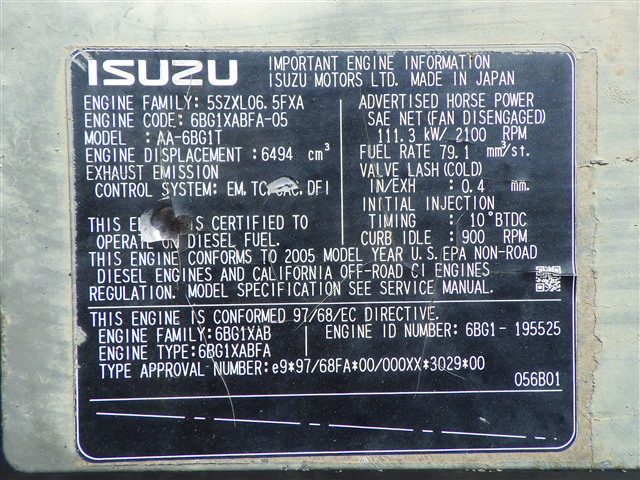 ISUZU
IMPORTANT ENGINE INFORMATION
ISUZU MOTORS LTD. MADE IN JAPAN
ENGINE FAMILY: 5SZXL06.5FXA
ENGINE CODE: 6BG1XABFA-05
MODEL : AA-6BG1T
ENGINE DISPLACEMENT: 6494 cm³
EXHAUST EMISSION
CONTROL SYSTEM: EM, TC, CAC, DFI
THIS ENGINE IS CERTIFIED TO
OPERATE ON DIESEL FUEL.
ADVERTISED HORSE POWER
SAE NET(FAN DISENGAGED)
111.3 kW/ 2100 RPM
FUEL RATE 79.1 mm³/st.
VALVE LASH(COLD)
IN/EXH : 0.4 mm.
INITIAL INJECTION
TIMING : 10°BTDC
CURB IDLE : 900 RPM
THIS ENGINE CONFORMS TO 2005 MODEL YEAR U.S. EPA NON-ROAD
DIESEL ENGINES AND CALIFORNIA OFF-ROAD CI ENGINES
REGULATION. MODEL SPECIFICATION SEE SERVICE MANUAL.
THIS ENGINE IS CONFORMED 97/68/EC DIRECTIVE.
ENGINE FAMILY:6BG1XAB
ENGINE ID NUMBER: 6BG1- 195525
ENGINE TYPE:6BG1XABFA
TYPE APPROVAL NUMBER:e9*97/68FA*00/000XX*3029*00
056B01